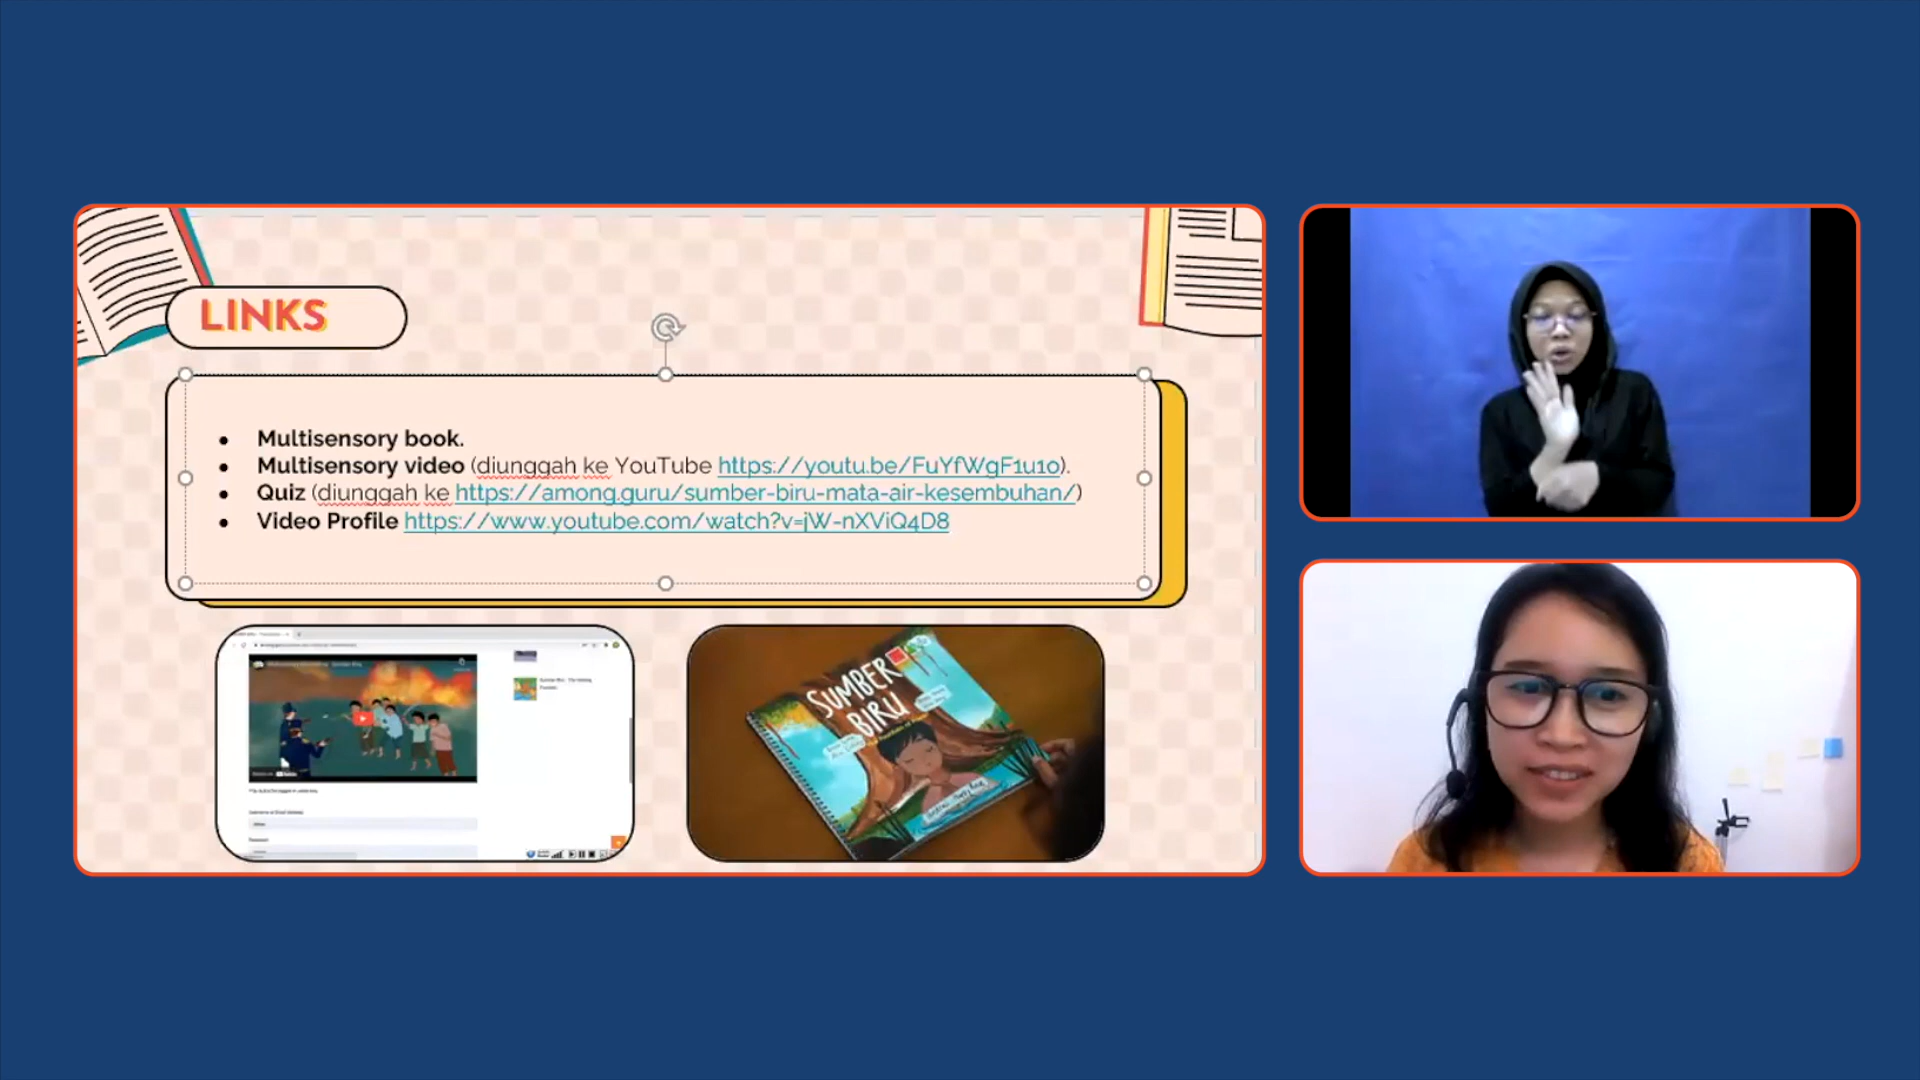 LINKS
Multisensory book.
Multisensory video (diunggah ke YouTube https://youtu.be/FuYfWgF1u1o).
Quiz (diunggah ke https://among.guru/sumber-biru-mata-air-kesembuhan/)
Video Profile https://www.youtube.com/watch?v=jW-nXViQ4D8
SUMBER
BIRU